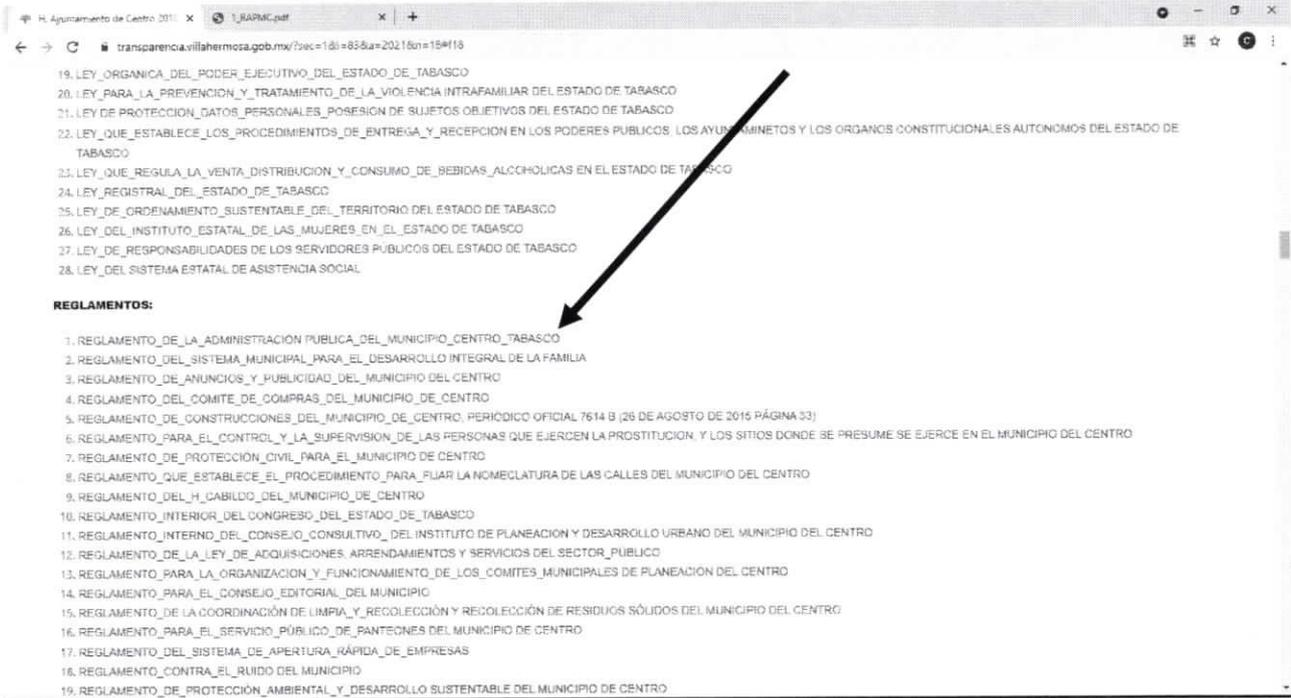 H. Ayuntamiento de Centro 201
1_RAPMC.pdf
transparencia.villahermosa.gob.mx/?sec=1&i=83&a=2021&n=1&#f18
19. LEY_ORGANICA_DEL_PODER_EJECUTIVO_DEL_ESTADO_DE_TABASCO
20. LEY_PARA_LA_PREVENCION_Y_TRATAMIENTO_DE_LA_VIOLENCIA INTRAFAMILIAR DEL ESTADO DE TABASCO
21. LEY DE PROTECCION_DATOS_PERSONALES_POSESION DE SUJETOS OBJETIVOS DEL ESTADO DE TABASCO
22. LEY_QUE_ESTABLECE_LOS_PROCEDIMIENTOS_DE_ENTREGA_Y_RECEPCION EN LOS PODERES PUBLICOS, LOS AYUNTAMINETOS Y LOS ORGANOS CONSTITUCIONALES AUTONOMOS DEL ESTADO DE
TABASCO
23. LEY_QUE_REGULA_LA_VENTA_DISTRIBUCION_Y_CONSUMO_DE_BEBIDAS_ALCOHOLICAS EN EL ESTADO DE TABASCO
24. LEY_REGISTRAL_DEL_ESTADO_DE_TABASCO
25. LEY_DE_ORDENAMIENTO_SUSTENTABLE_DEL_TERRITORIO DEL ESTADO DE TABASCO
26. LEY_DEL_INSTITUTO_ESTATAL_DE_LAS_MUJERES_EN_EL_ESTADO DE TABASCO
27. LEY_DE_RESPONSABILIDADES DE LOS SERVIDORES PUBLICOS DEL ESTADO DE TABASCO
28. LEY_DEL SISTEMA ESTATAL DE ASISTENCIA SOCIAL
REGLAMENTOS:
1. REGLAMENTO_DE_LA_ADMINISTRACIÓN PUBLICA_DEL_MUNICIPIO_CENTRO_TABASCO
2. REGLAMENTO_DEL_SISTEMA_MUNICIPAL_PARA_EL_DESARROLLO INTEGRAL DE LA FAMILIA
3. REGLAMENTO_DE_ANUNCIOS_Y_PUBLICIDAD_DEL_MUNICIPIO DEL CENTRO
4. REGLAMENTO_DEL_COMITE_DE_COMPRAS_DEL_MUNICIPIO_DE_CENTRO
5. REGLAMENTO_DE_CONSTRUCCIONES_DEL_MUNICIPIO_DE_CENTRO, PERIÓDICO OFICIAL 7614 B (26 DE AGOSTO DE 2015 PÁGINA 33)
6. REGLAMENTO_PARA_EL_CONTROL_Y_LA_SUPERVISION_DE_LAS PERSONAS QUE EJERCEN LA PROSTITUCION, Y LOS SITIOS DONDE SE PRESUME SE EJERCE EN EL MUNICIPIO DEL CENTRO
7. REGLAMENTO_DE_PROTECCIÓN_CIVIL_PARA_EL_MUNICIPIO DE CENTRO
8. REGLAMENTO_QUE_ESTABLECE_EL_PROCEDIMIENTO_PARA_FIJAR LA NOMECLATURA DE LAS CALLES DEL MUNICIPIO DEL CENTRO
9. REGLAMENTO_DEL_H_CABILDO_DEL_MUNICIPIO_DE_CENTRO
10. REGLAMENTO_INTERIOR_DEL_CONGRESO_DEL_ESTADO_DE_TABASCO
11. REGLAMENTO_INTERNO_DEL_CONSEJO_CONSULTIVO_ DEL INSTITUTO DE PLANEACION Y DESARROLLO URBANO DEL MUNICIPIO DEL CENTRO
12. REGLAMENTO_DE_LA_LEY_DE_ADQUISICIONES, ARRENDAMIENTOS Y SERVICIOS DEL SECTOR_PUBLICO
13. REGLAMENTO_PARA_LA_ORGANIZACION_Y_FUNCIONAMIENTO_DE_LOS_COMITES_MUNICIPALES DE PLANEACION DEL CENTRO
14. REGLAMENTO_PARA_EL_CONSEJO_EDITORIAL_DEL MUNICIPIO
15. REGLAMENTO_DE LA COORDINACIÓN DE LIMPIA_Y_RECOLECCIÓN Y RECOLECCIÓN DE RESIDUOS SÓLIDOS DEL MUNICIPIO DEL CENTRO
16. REGLAMENTO_PARA_EL_SERVICIO_PÚBLICO_DE_PANTEONES DEL MUNICIPIO DE CENTRO
17. REGLAMENTO_DEL_SISTEMA_DE_APERTURA_RÁPIDA_DE_EMPRESAS
18. REGLAMENTO_CONTRA_EL_RUIDO DEL MUNICIPIO
19. REGLAMENTO_DE_PROTECCIÓN_AMBIENTAL_Y_DESARROLLO SUSTENTABLE DEL MUNICIPIO DE CENTRO